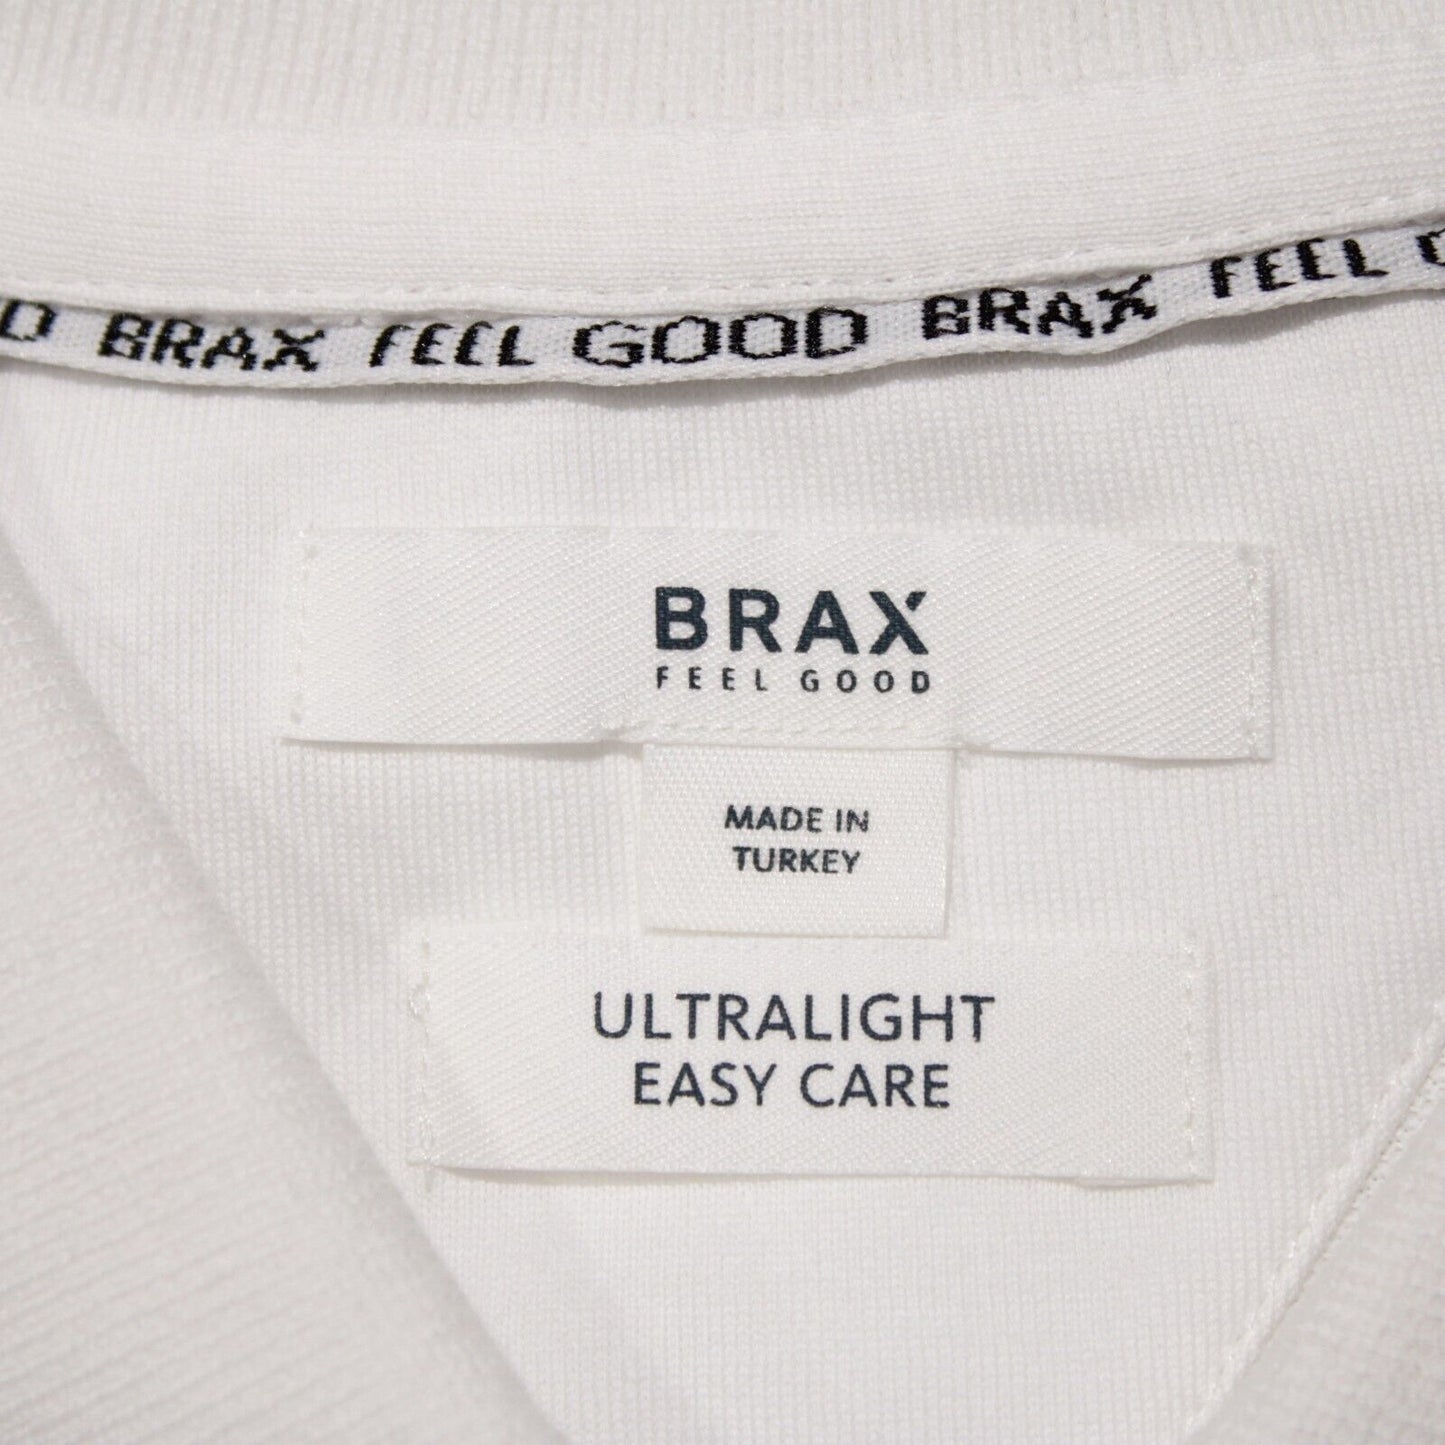 D BRAX FEEL GOOD BRAX FEEL
BRAX
FEEL GOOD
MADE IN
TURKEY
ULTRALIGHT
EASY CARE